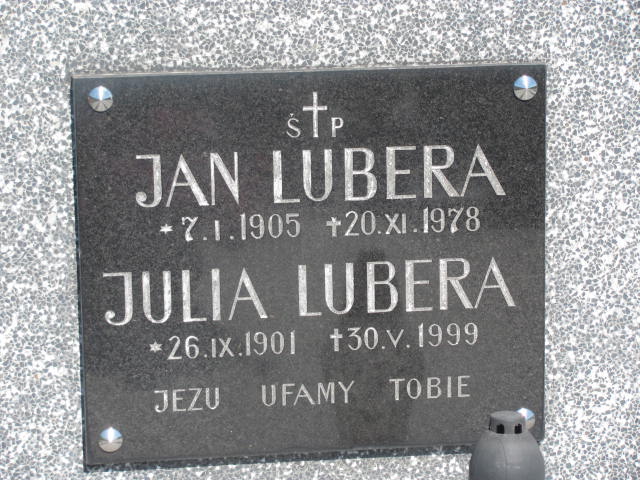 Ś✝P
JAN LUBERA
*7.I.1905 ✝20.XI.1978
JULIA LUBERA
*26.IX.1901 ✝30.V.1999
JEZU UFAMY TOBIE